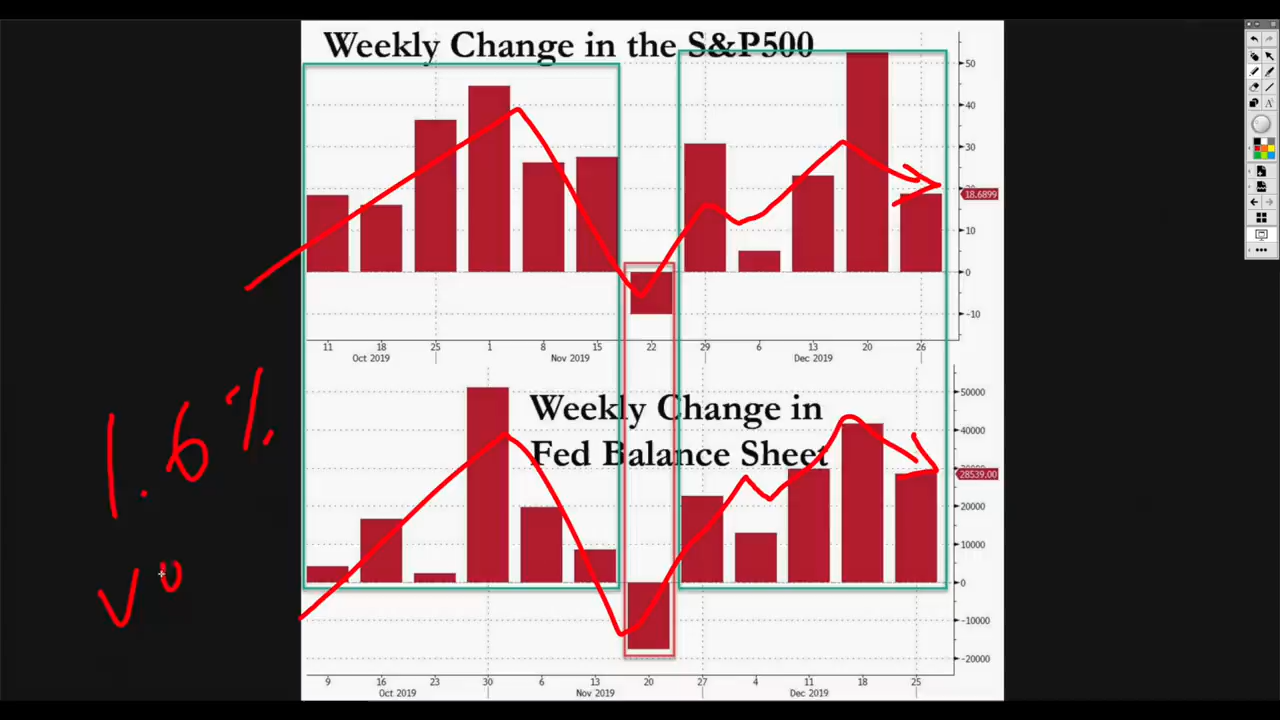 Weekly Change in the S&P500
50
40
30
20
18.6899
10
0
-10
11 18 25 1 8 15 22 29 6 13 20 26
Oct 2019 Nov 2019 Dec 2019
50000
Weekly Change in
40000
Fed Balance Sheet
28539.00
20000
10000
0
-10000
-20000
9 16 23 30 6 13 20 27 4 11 18 25
Oct 2019 Nov 2019 Dec 2019
1.6%
vo